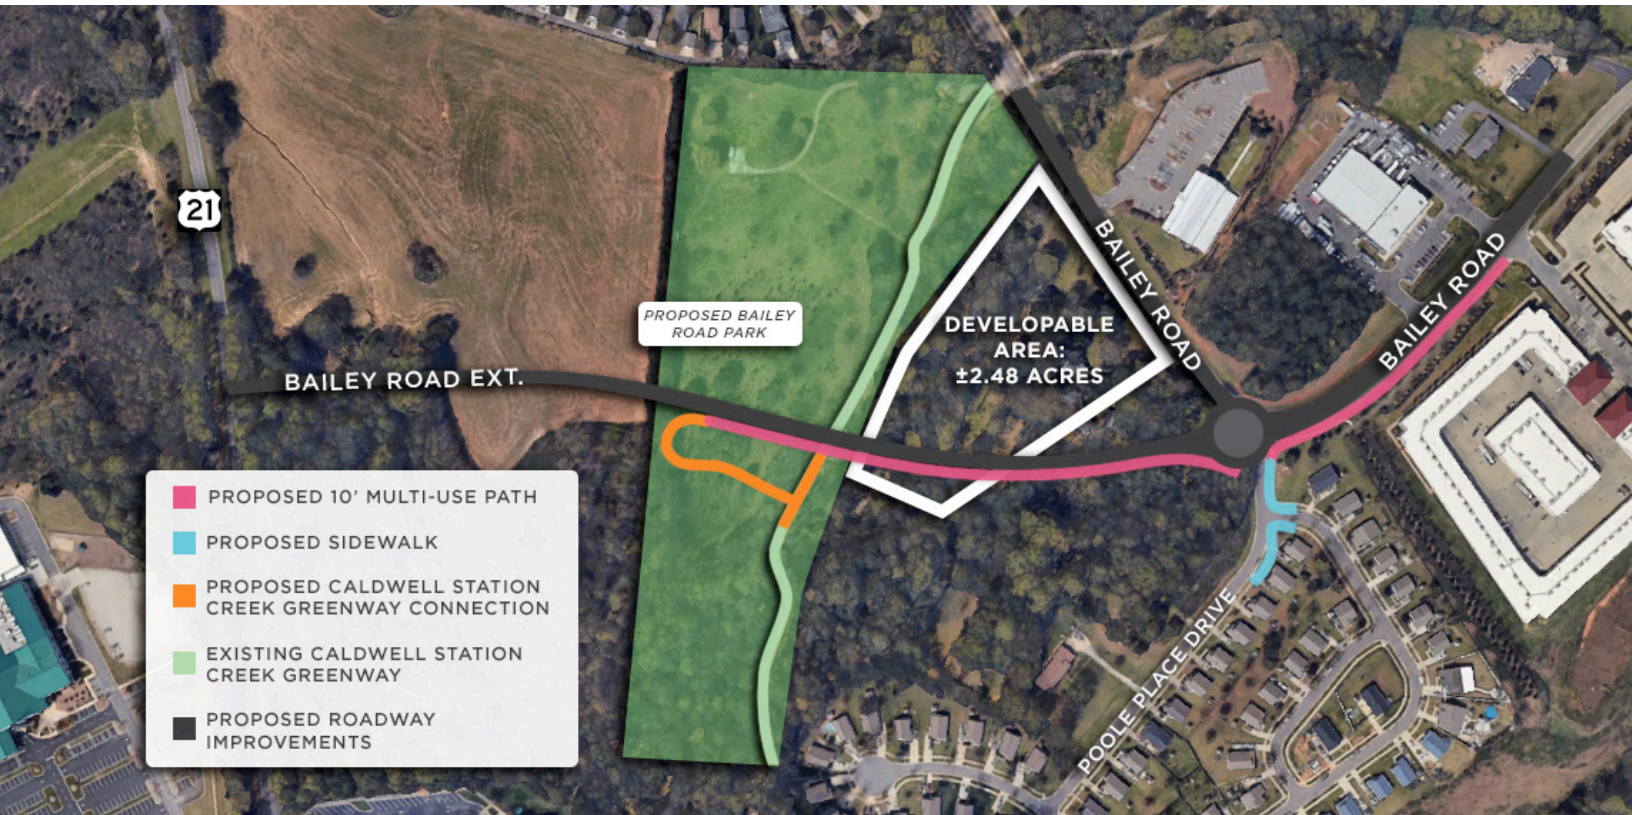 21
BAILEY ROAD EXT.
PROPOSED BAILEY
ROAD PARK
DEVELOPABLE
AREA:
±2.48 ACRES
BAILEY ROAD
BAILEY ROAD
POOLE PLACE DRIVE
PROPOSED 10' MULTI-USE PATH
PROPOSED SIDEWALK
PROPOSED CALDWELL STATION
CREEK GREENWAY CONNECTION
EXISTING CALDWELL STATION
CREEK GREENWAY
PROPOSED ROADWAY
IMPROVEMENTS